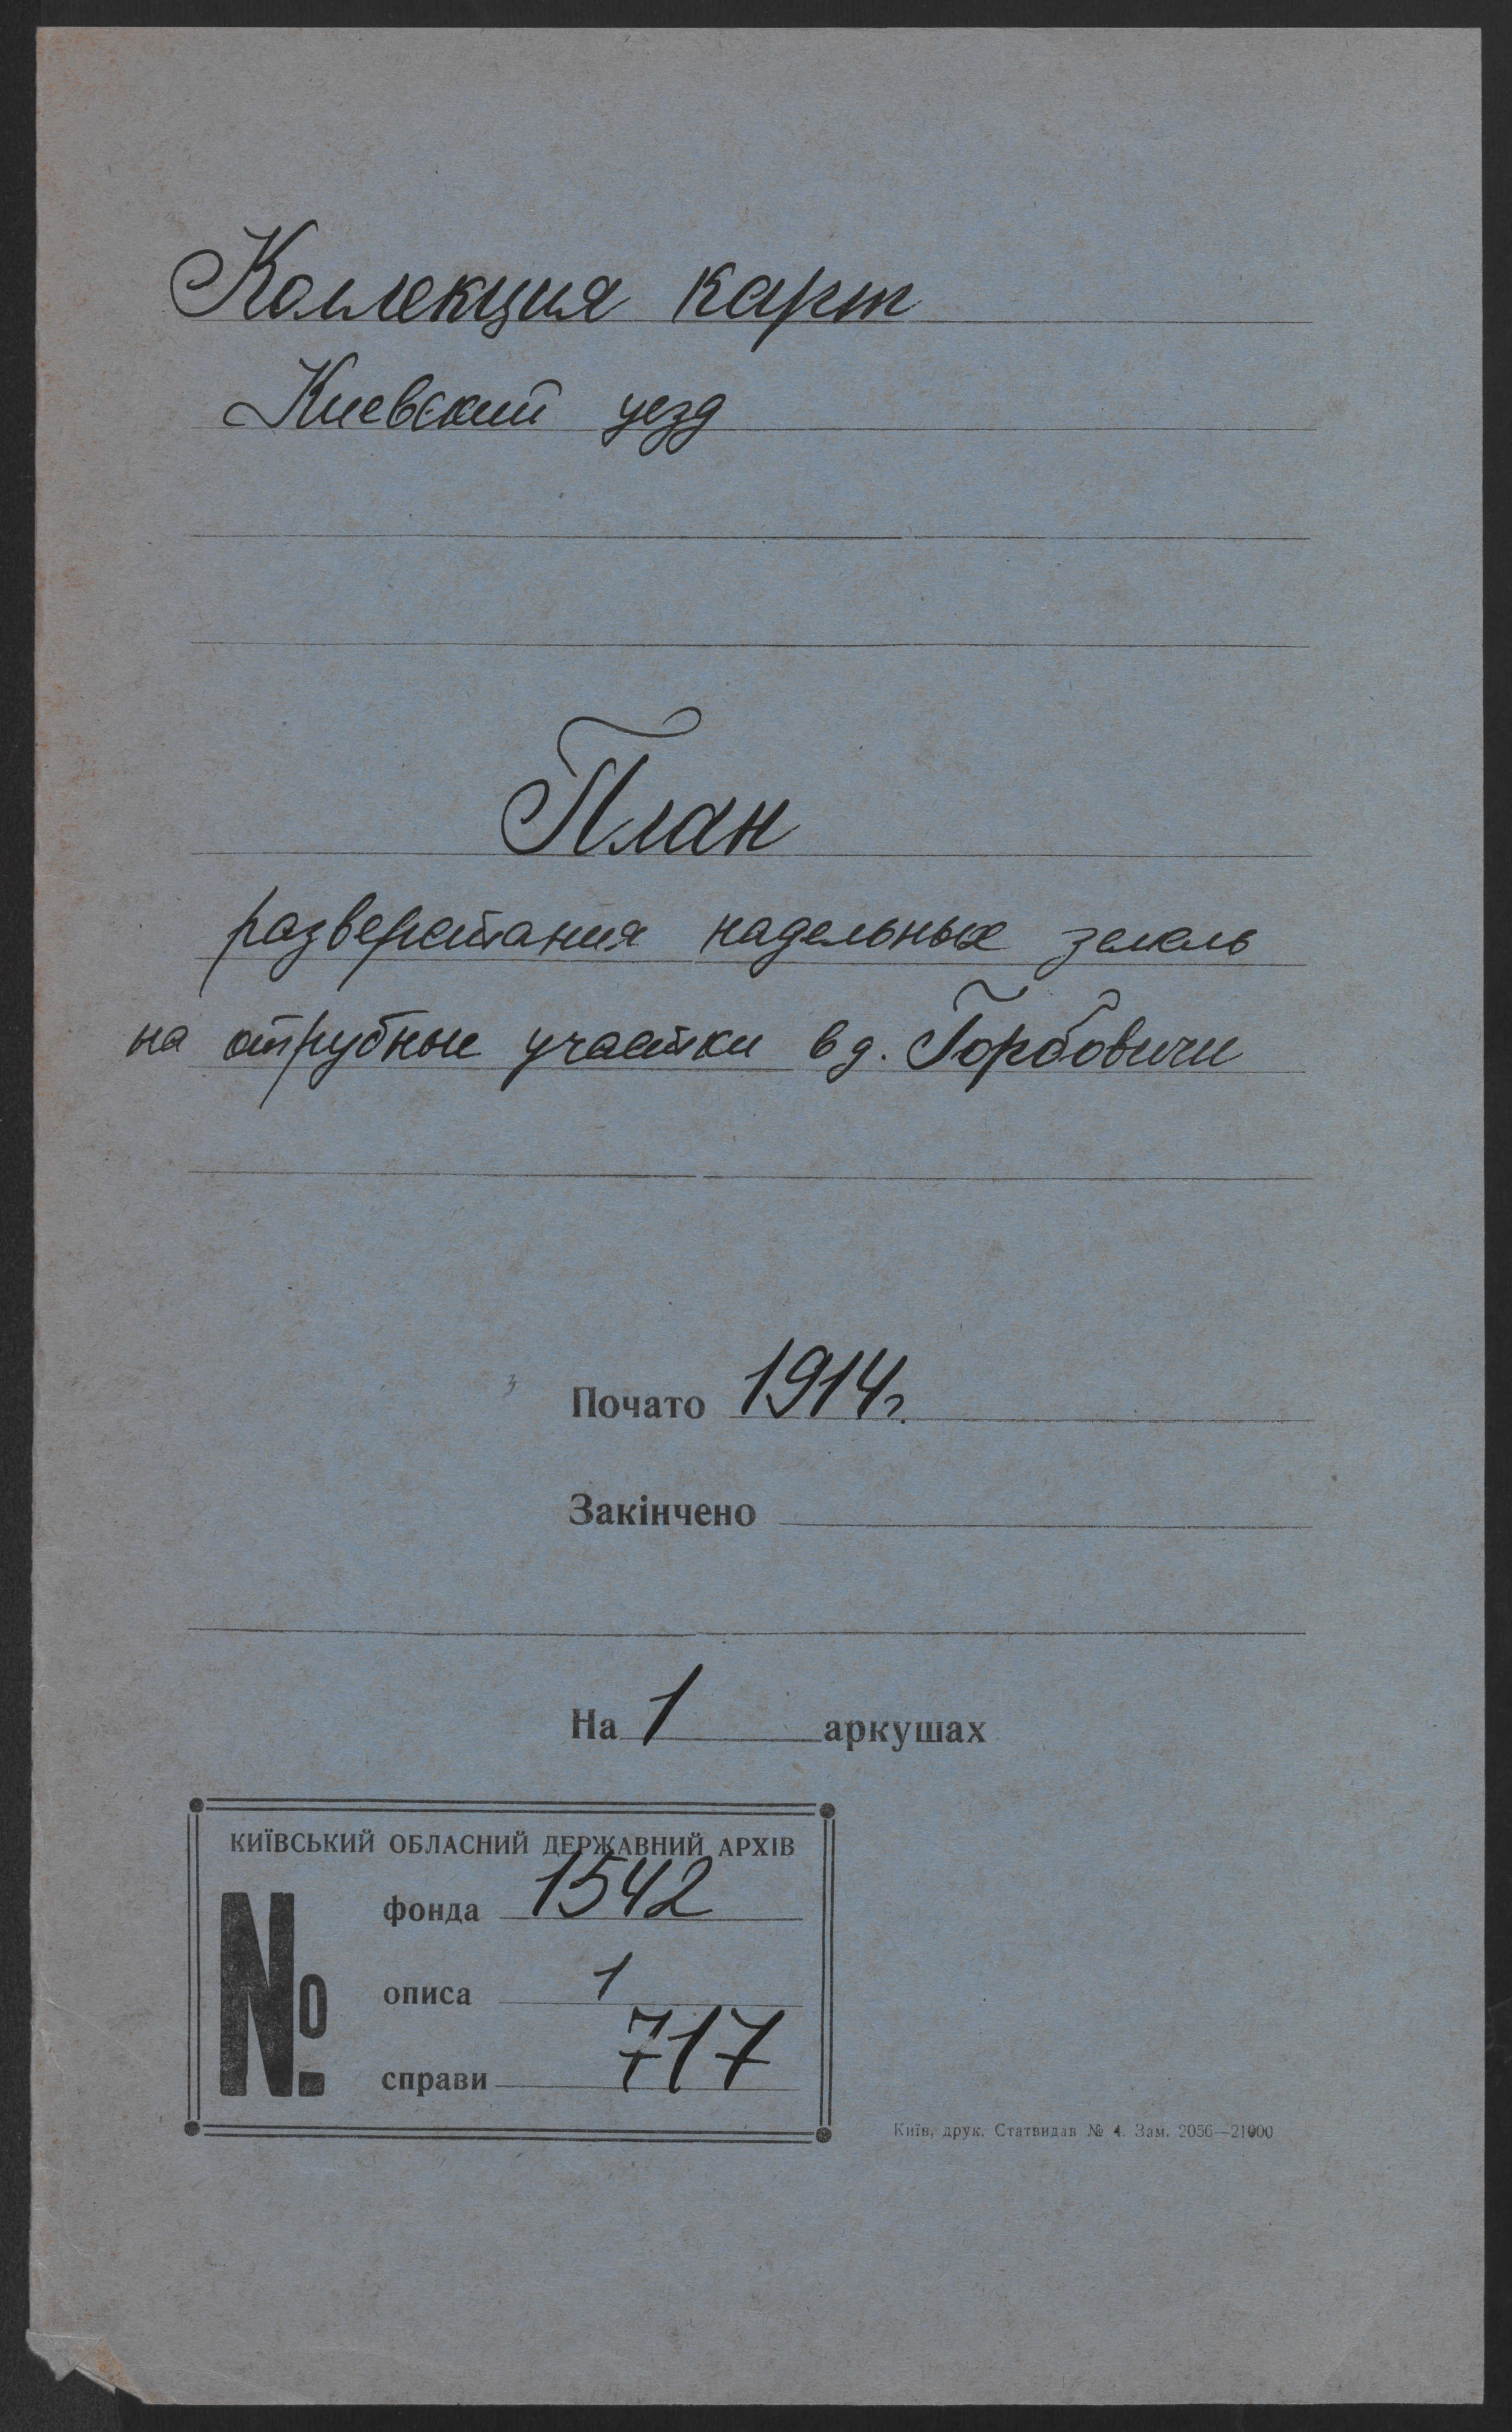 Коллекция карт
Киевский уезд
План
разверстания надельных земель
на отрубные участки в д. Горбовичи
Почато 1914г.
Закінчено
На 1 аркушах
КИЇВСЬКИЙ ОБЛАСНИЙ ДЕРЖАВНИЙ АРХІВ
№
фонда 1542
описа 1
справи 717
Київ, друк. Статвидав № 4. Зам. 2056—21000